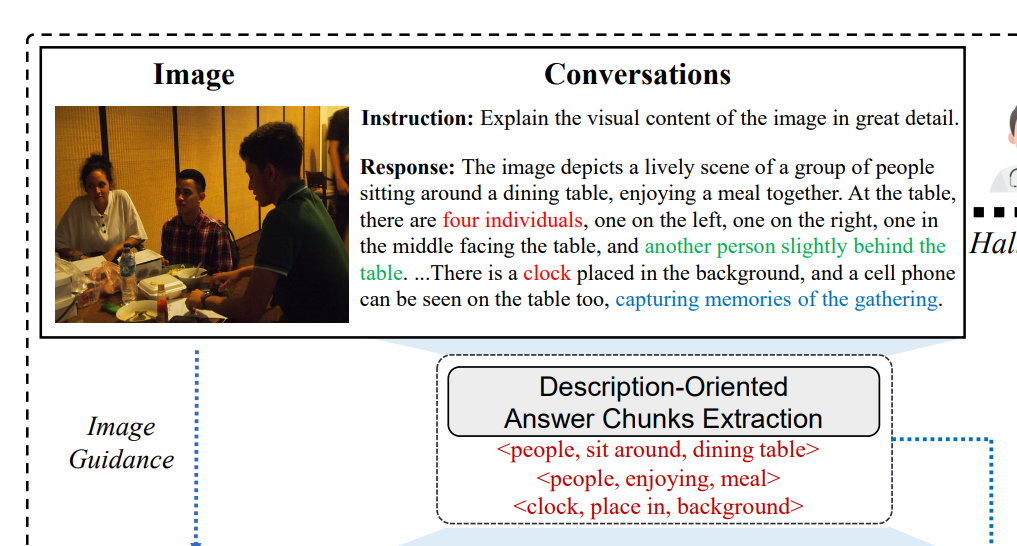 Image
Conversations
Instruction: Explain the visual content of the image in great detail.
Response: The image depicts a lively scene of a group of people
sitting around a dining table, enjoying a meal together. At the table,
there are four individuals, one on the left, one on the right, one in
the middle facing the table, and another person slightly behind the
table. ...There is a clock placed in the background, and a cell phone
can be seen on the table too, capturing memories of the gathering.
Image
Guidance
Description-Oriented
Answer Chunks Extraction
<people, sit around, dining table>
<people, enjoying, meal>
<clock, place in, background>